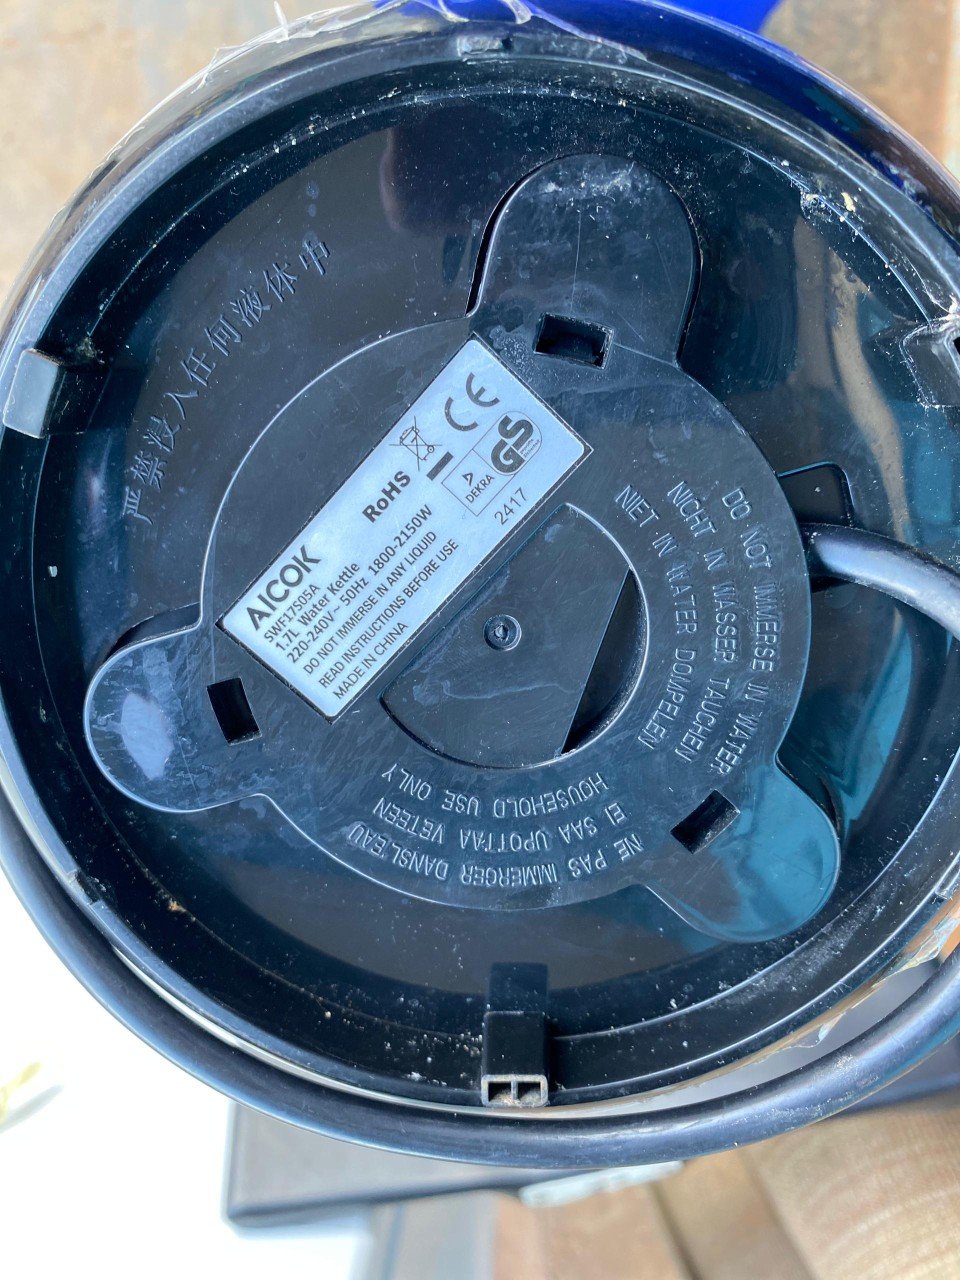 严禁浸入任何液体中
AICOK
SWF17S05A
1.7L Water Kettle
220-240V~ 50Hz 1800-2150W
DO NOT IMMERSE IN ANY LIQUID
READ INSTRUCTIONS BEFORE USE
MADE IN CHINA
RoHS
CE
DEKRA
GS
2417
DO NOT IMMERSE IN WATER
NICHT IN WASSER TAUCHEN
NIET IN WATER DOMPELEN
NE PAS IMMERGER DANSL'EAU
EI SAA UPOTTAA VETEEN
HOUSEHOLD USE ONLY